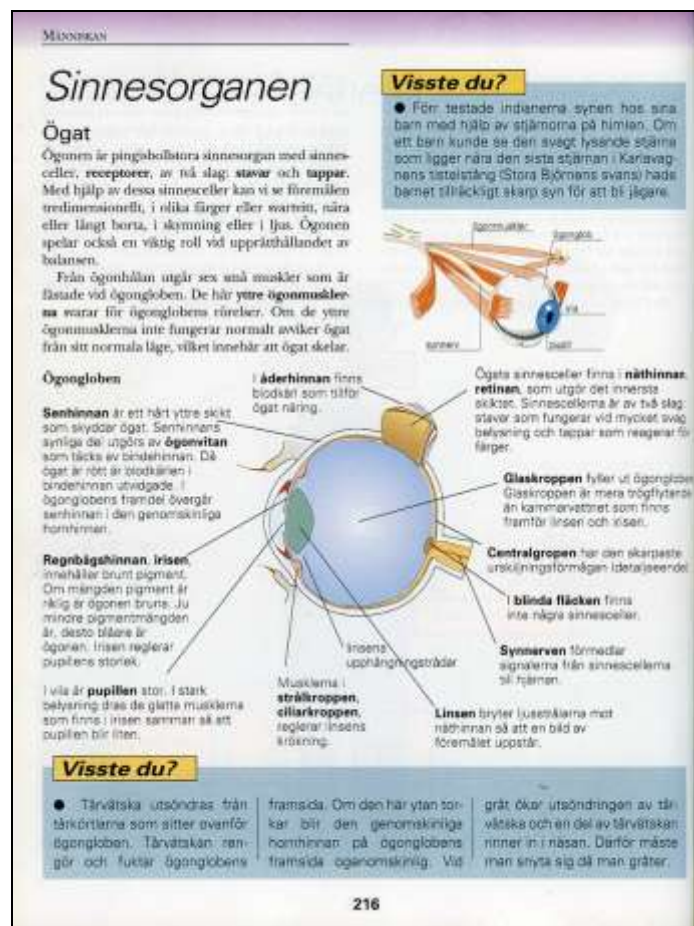 MÄNNISKAN
Sinnesorganen
Ögat
Ögonen är pingisbollstora sinnesorgan med sinnes-
celler, receptorer, av två slag: stavar och tappar.
Med hjälp av dessa sinnesceller kan vi se föremålen
tredimensionellt, i olika färger eller svartvitt, nära
eller långt borta, i skymning eller i ljus. Ögonen
spelar också en viktig roll vid upprätthållandet av
balansen.
Från ögonhålan utgår sex små muskler som är
fästade vid ögongloben. De här yttre ögonmuskler-
na svarar för ögonglobens rörelser. Om de yttre
ögonmusklerna inte fungerar normalt avviker ögat
från sitt normala läge, vilket innebär att ögat skelar.
Visste du?
● Förr testade indianerna synen hos sina
barn med hjälp av stjärnorna på himlen. Om
ett barn kunde se den svagt lysande stjärna
som ligger nära den sista stjärnan i Karlavag-
nens tistelstång (Stora Björnens svans) hade
barnet tillräckligt skarp syn för att bli jägare.
ögonmuskler
ögonglob
iris
pupill
synnerv
Ögongloben
Senhinnan är ett hårt yttre skikt
som skyddar ögat. Senhinnans
synliga del utgörs av ögonvitan
som täcks av bindehinnan. Då
ögat är rött är blodkärlen i
bindehinnan utvidgade. I
ögonglobens framdel övergår
senhinnan i den genomskinliga
hornhinnan.
Regnbågshinnan, irisen,
innehåller brunt pigment.
Om mängden pigment är
riklig är ögonen bruna. Ju
mindre pigmentmängden
är, desto blåare är
ögonen. Irisen reglerar
pupillens storlek.
I vila är pupillen stor. I stark
belysning dras de glatta musklerna
som finns i irisen samman så att
pupillen blir liten.
I åderhinnan finns
blodkärl som tillför
ögat näring.
Ögats sinnesceller finns i näthinnan,
retinan, som utgör det innersta
skiktet. Sinnescellerna är av två slag:
stavar som fungerar vid mycket svag
belysning och tappar som reagerar för
färger.
Glaskroppen fyller ut ögongloben
Glaskroppen är mera trögflytande
än kammarvattnet som finns
framför linsen och irisen.
Centralgropen har den skarpaste
urskiljningsförmågan (detaljseende)
I blinda fläcken finns
inte några sinnesceller.
Synnerven förmedlar
signalerna från sinnescellerna
till hjärnan.
linsens
upphängningstrådar
Musklerna i
strålkroppen,
ciliarkroppen,
reglerar linsens
krökning.
Linsen bryter ljusstrålarna mot
näthinnan så att en bild av
föremålet uppstår.
Visste du?
● Tårvätska utsöndras från
tårkörtlarna som sitter ovanför
ögongloben. Tårvätskan ren-
gör och fuktar ögonglobens
framsida. Om den här ytan tor-
kar blir den genomskinliga
hornhinnan på ögonglobens
framsida ogenomskinlig. Vid
gråt ökar utsöndringen av tår-
vätska och en del av tårvätskan
rinner in i näsan. Därför måste
man snyta sig då man gråter.
216